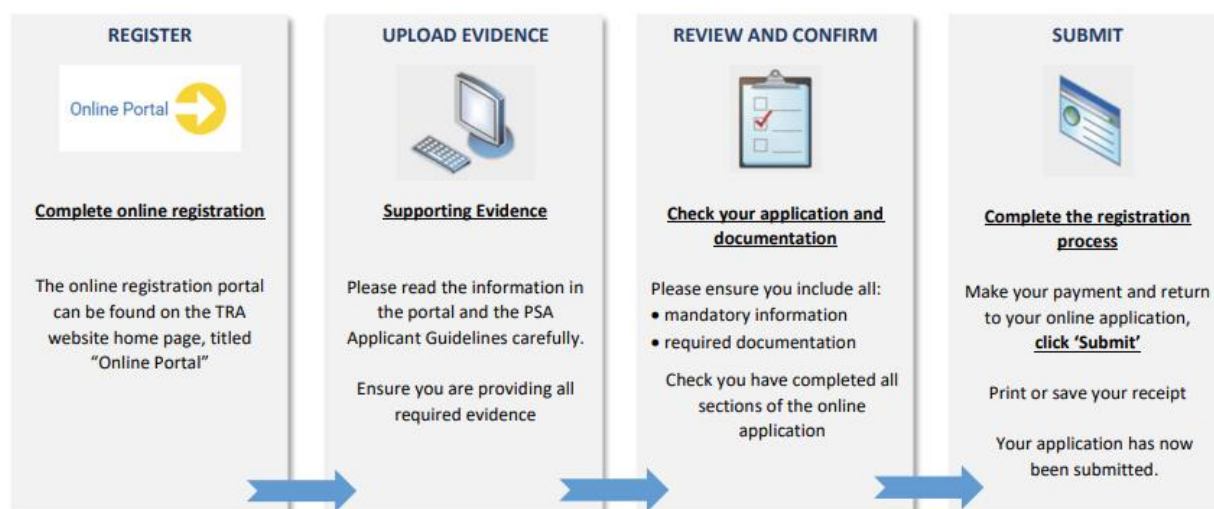 REGISTER
Online Portal
Complete online registration
The online registration portal
can be found on the TRA
website home page, titled
“Online Portal”
UPLOAD EVIDENCE
Supporting Evidence
Please read the information in
the portal and the PSA
Applicant Guidelines carefully.
Ensure you are providing all
required evidence
REVIEW AND CONFIRM
Check your application and
documentation
Please ensure you include all:
• mandatory information
• required documentation
Check you have completed all
sections of the online
application
SUBMIT
Complete the registration
process
Make your payment and return
to your online application,
click ‘Submit’
Print or save your receipt
Your application has now
been submitted.